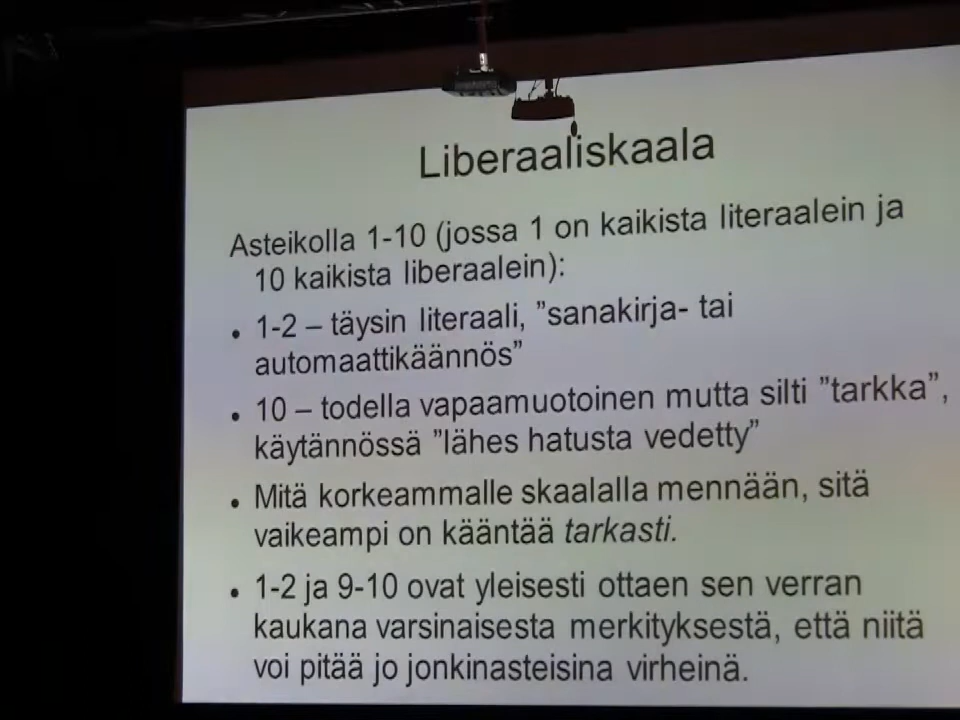 Liberaaliskaala
Asteikolla 1-10 (jossa 1 on kaikista literaalein ja
10 kaikista liberaalein):
• 1-2 – täysin literaali, ”sanakirja- tai
automaattikäännös”
• 10 – todella vapaamuotoinen mutta silti ”tarkka”,
käytännössä ”lähes hatusta vedetty”
• Mitä korkeammalle skaalalla mennään, sitä
vaikeampi on kääntää tarkasti.
• 1-2 ja 9-10 ovat yleisesti ottaen sen verran
kaukana varsinaisesta merkityksestä, että niitä
voi pitää jo jonkinasteisina virheinä.